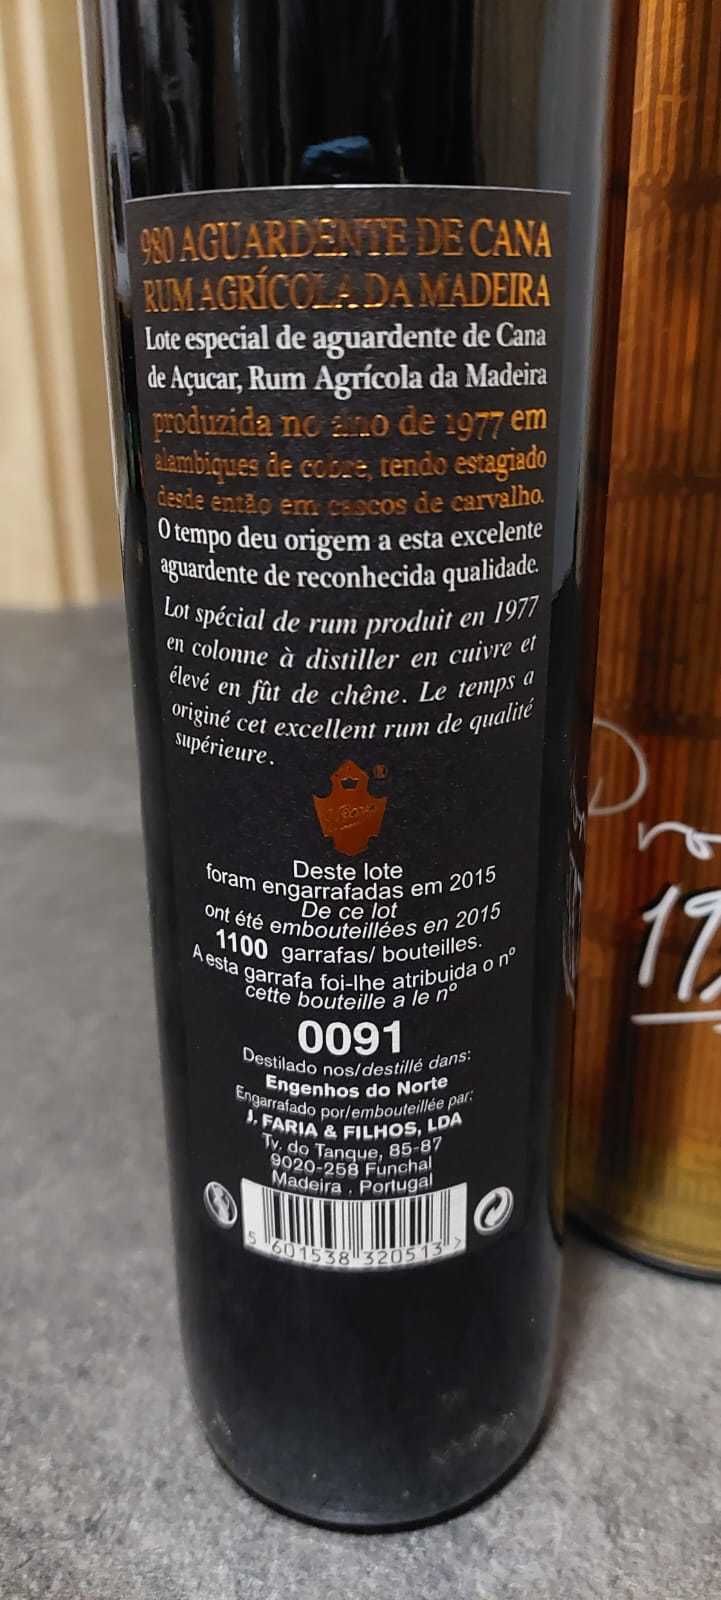 980 AGUARDENTE DE CANA
RUM AGRÍCOLA DA MADEIRA
Lote especial de aguardente de Cana
de Açucar, Rum Agrícola da Madeira
produzida no ano de 1977 em
alambiques de cobre, tendo estagiado
desde então em cascos de carvalho.
O tempo deu origem a esta excelente
aguardente de reconhecida qualidade.
Lot spécial de rum produit en 1977
en colonne à distiller en cuivre et
élevé en fût de chêne. Le temps a
originé cet excellent rum de qualité
supérieure.
®
Deste lote
foram engarrafadas em 2015
De ce lot
ont été embouteillées en 2015
1100 garrafas/ bouteilles.
A esta garrafa foi-lhe atribuida o nº
cette bouteille a le nº
0091
Destilado nos/destillé dans:
Engenhos do Norte
Engarrafado por/embouteillée par:
J. FARIA & FILHOS, LDA
Tv. do Tanque, 85-87
9020-258 Funchal
Madeira . Portugal
5 601538 320513 >